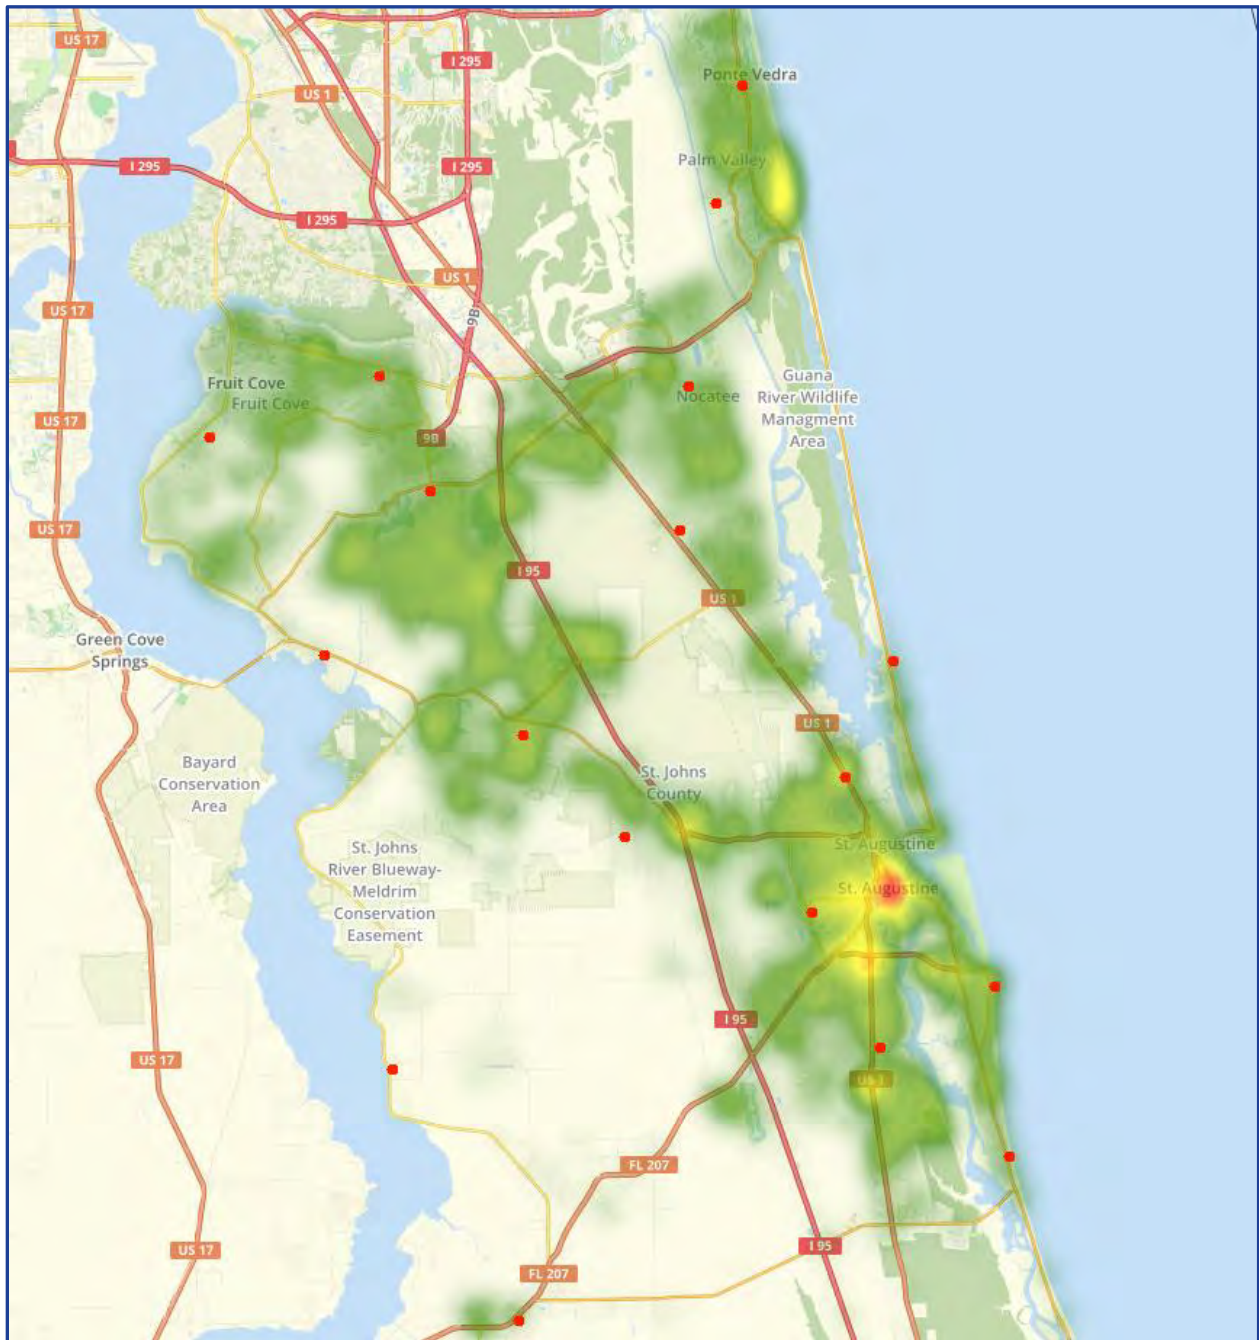 US 17
I 295
Ponte Vedra
US 1
Palm Valley
I 295
I 295
I 295
US 1
US 17
9B
Guana
River Wildlife
Managment
Area
Fruit Cove
Fruit Cove
Nocatee
US 17
9B
US 17
I 95
US 1
Green Cove
Springs
US 1
Bayard
Conservation
Area
St. Johns
County
St. Johns
River Blueway-
Meldrim
Conservation
Easement
St. Augustine
St. Augustine
I 95
US 17
US 1
FL 207
US 17
I 95
FL 207